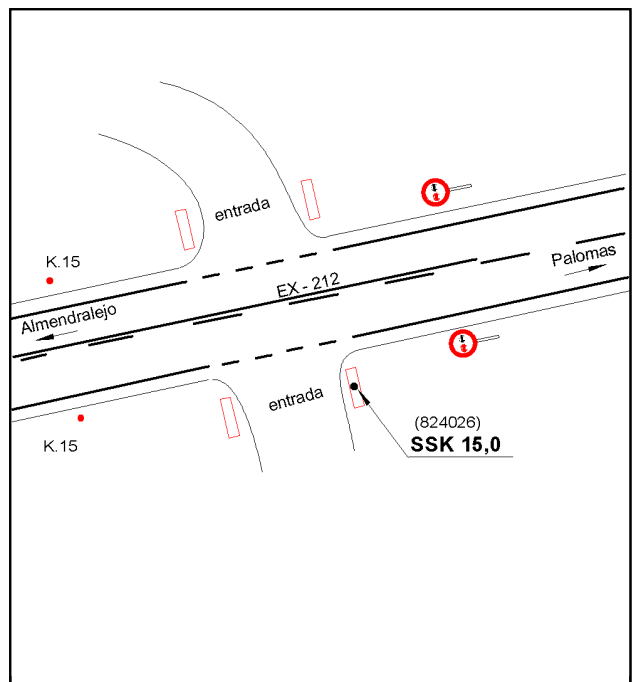 entrada
K.15
EX - 212
Palomas
Almendralejo
entrada
K.15
(824026)
SSK 15,0